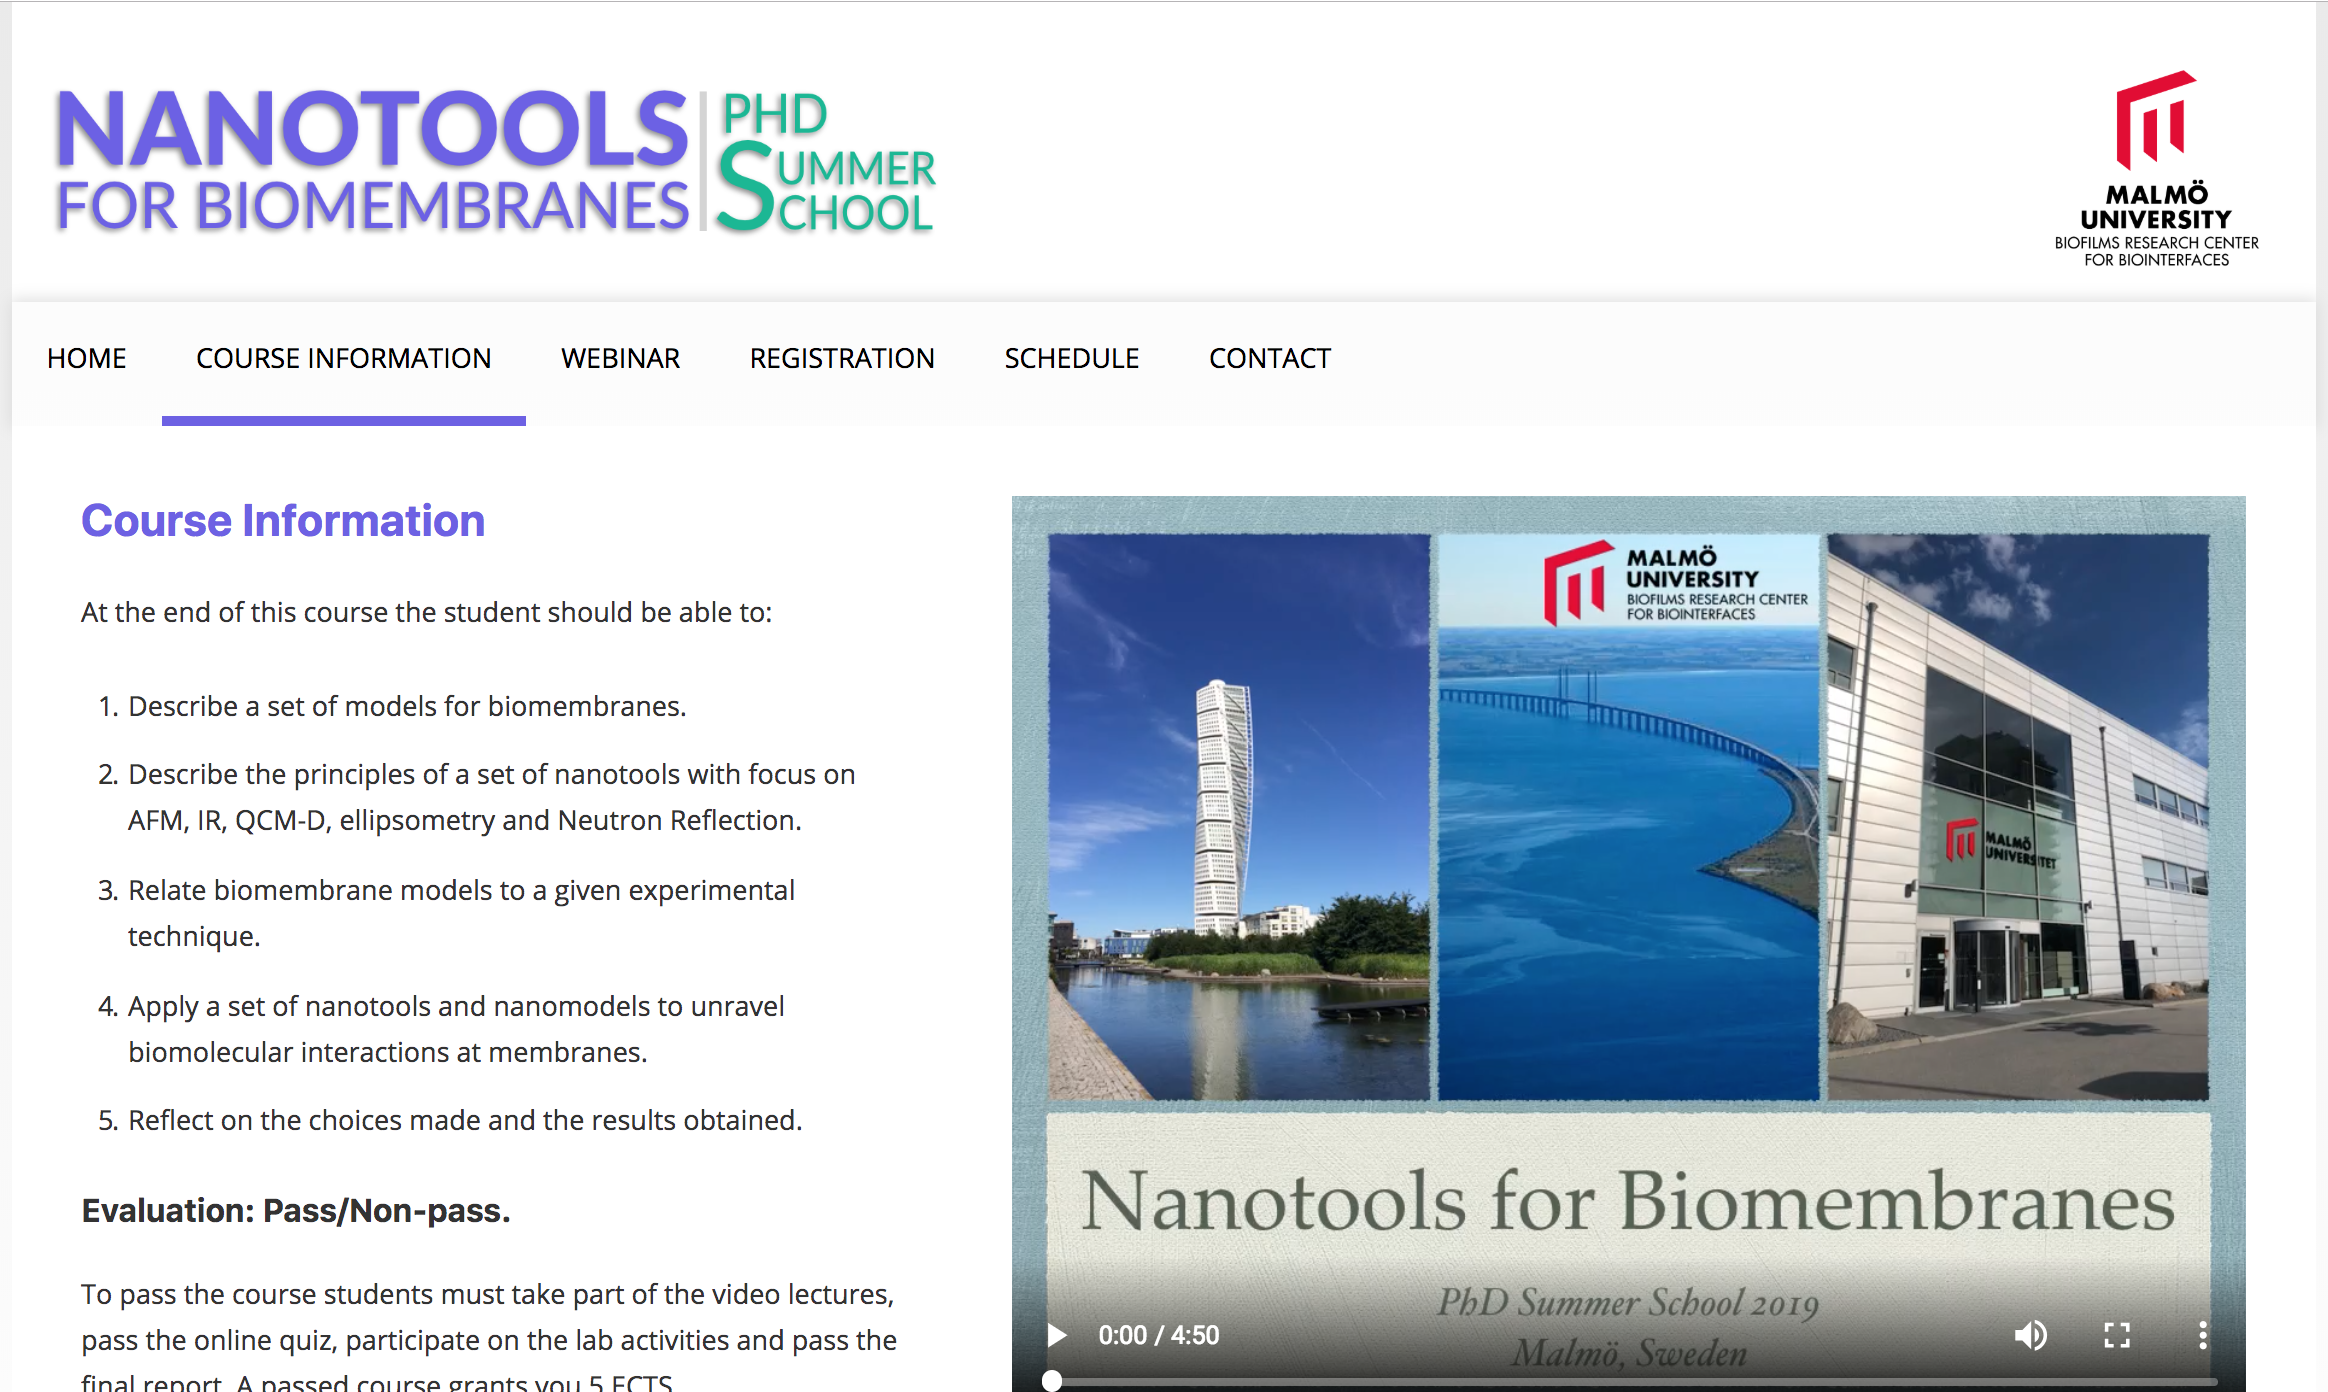 NANOTOOLS
FOR BIOMEMBRANES
PHD
SUMMER
SCHOOL
MALMÖ
UNIVERSITY
BIOFILMS RESEARCH CENTER
FOR BIOINTERFACES
HOME COURSE INFORMATION WEBINAR REGISTRATION SCHEDULE CONTACT
Course Information
At the end of this course the student should be able to:
1. Describe a set of models for biomembranes.
2. Describe the principles of a set of nanotools with focus on
AFM, IR, QCM-D, ellipsometry and Neutron Reflection.
3. Relate biomembrane models to a given experimental
technique.
4. Apply a set of nanotools and nanomodels to unravel
biomolecular interactions at membranes.
5. Reflect on the choices made and the results obtained.
Evaluation: Pass/Non-pass.
To pass the course students must take part of the video lectures,
pass the online quiz, participate on the lab activities and pass the
final report. A passed course grants you 5 ECTS
MALMÖ
UNIVERSITY
BIOFILMS RESEARCH CENTER
FOR BIOINTERFACES
MALMÖ
UNIVERSITET
Nanotools for Biomembranes
PhD Summer School 2019
Malmö, Sweden
0:00 / 4:50